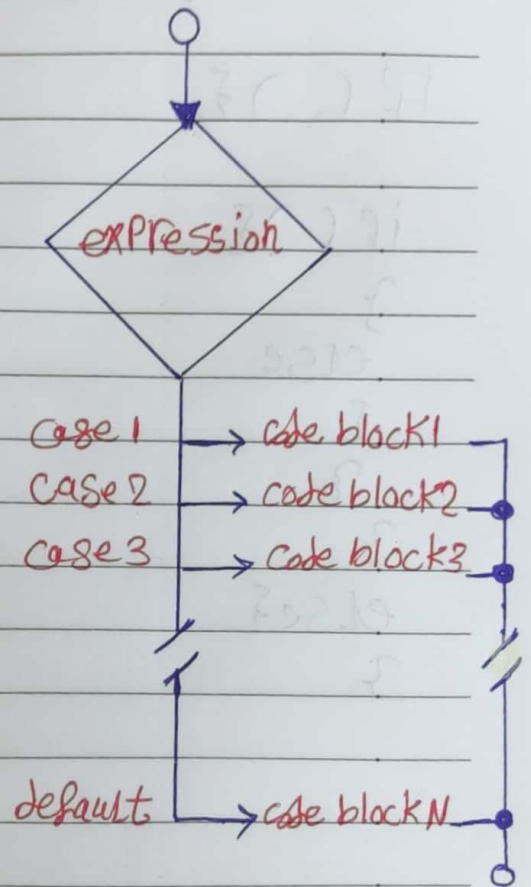 expression
case 1 code block1
case 2 code block2
case 3 code block3
default code blockN